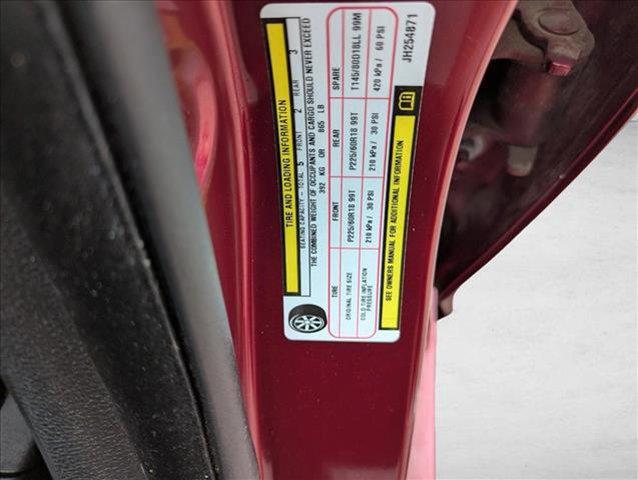 TIRE AND LOADING INFORMATION
SEATING CAPACITY - TOTAL 5 FRONT 2 REAR 3
THE COMBINED WEIGHT OF OCCUPANTS AND CARGO SHOULD NEVER EXCEED
392 KG OR 865 LB
TIRE FRONT REAR SPARE
ORIGINAL TIRE SIZE P225/60R18 99T P225/60R18 99T T145/80D18LL 99M
COLD TIRE INFLATION PRESSURE 210 kPa / 30 PSI 210 kPa / 30 PSI 420 kPa / 60 PSI
SEE OWNERS MANUAL FOR ADDITIONAL INFORMATION
JH254871